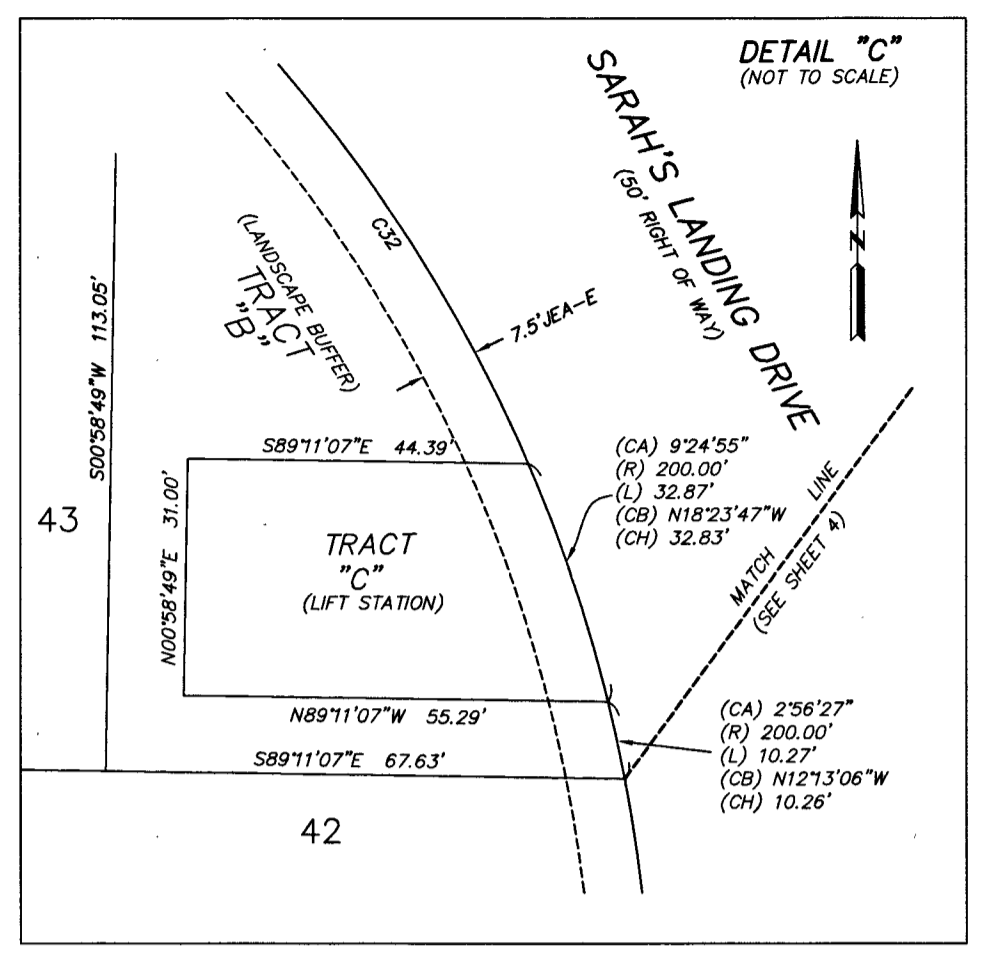 DETAIL "C"
(NOT TO SCALE)
SARAH'S LANDING DRIVE
(50' RIGHT OF WAY)
N
C32
7.5'JEA-E
(LANDSCAPE BUFFER)
TRACT
"B"
S00°58'49"W 113.05'
S89°11'07"E 44.39'
(CA) 9°24'55"
(R) 200.00'
(L) 32.87'
(CB) N18°23'47"W
(CH) 32.83'
43
N00°58'49"E 31.00'
TRACT
"C"
(LIFT STATION)
MATCH LINE
(SEE SHEET 4)
N89°11'07"W 55.29'
S89°11'07"E 67.63'
(CA) 2°56'27"
(R) 200.00'
(L) 10.27'
(CB) N12°13'06"W
(CH) 10.26'
42